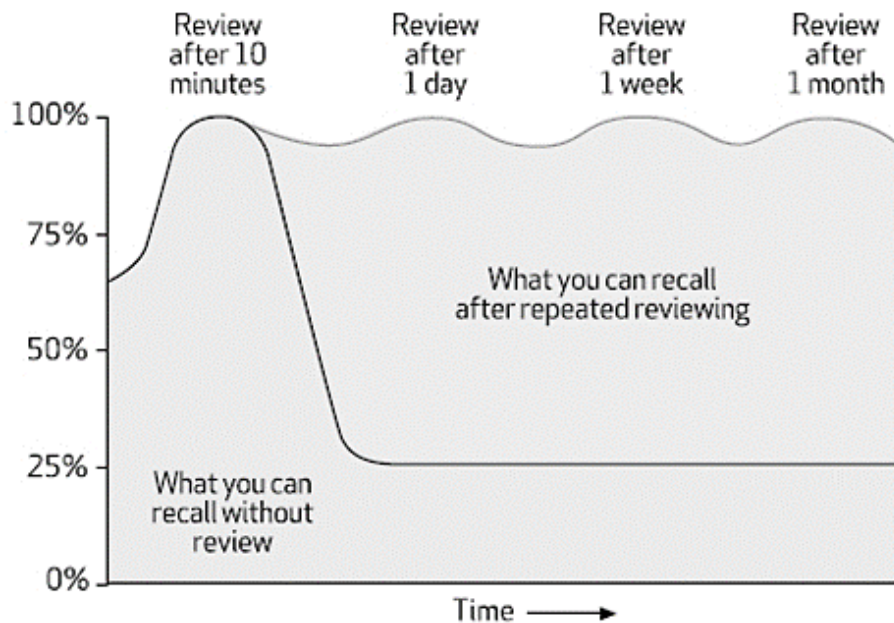 Review
after 10
minutes
Review
after
1 day
Review
after
1 week
Review
after
1 month
100%
75%
50%
25%
0%
What you can recall
after repeated reviewing
What you can
recall without
review
Time